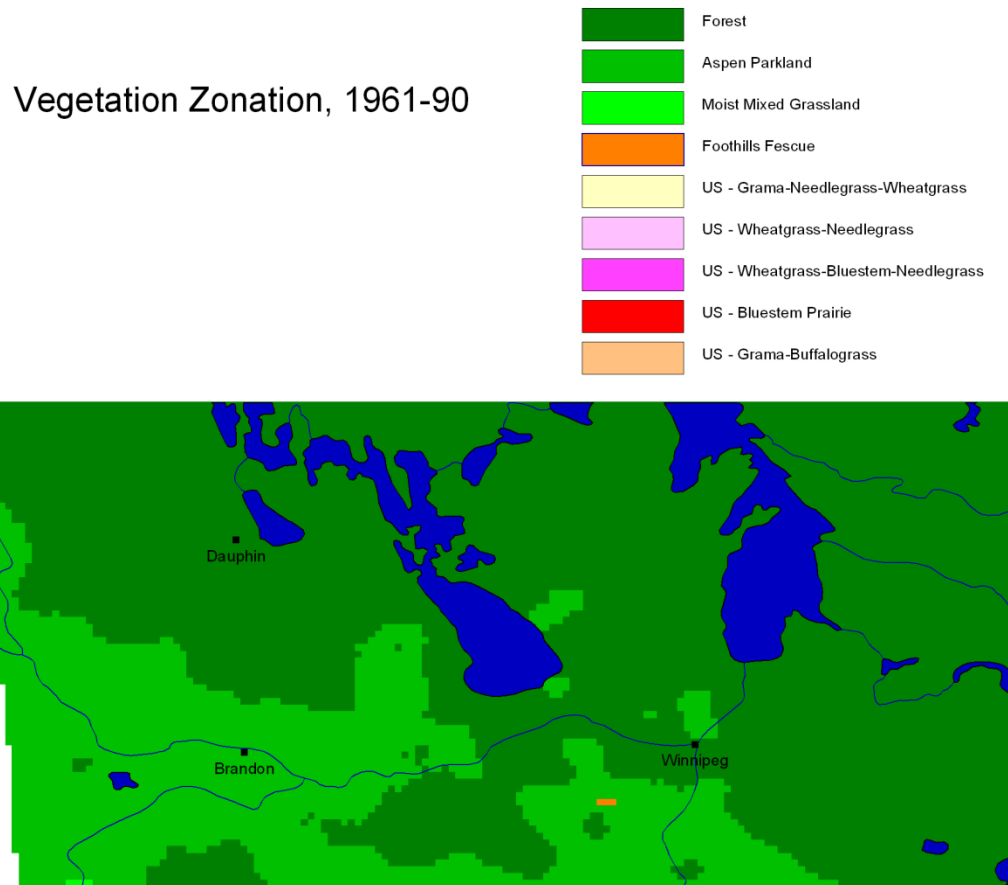 Vegetation Zonation, 1961-90
Forest
Aspen Parkland
Moist Mixed Grassland
Foothills Fescue
US - Grama-Needlegrass-Wheatgrass
US - Wheatgrass-Needlegrass
US - Wheatgrass-Bluestem-Needlegrass
US - Bluestem Prairie
US - Grama-Buffalograss
Dauphin
Brandon
Winnipeg